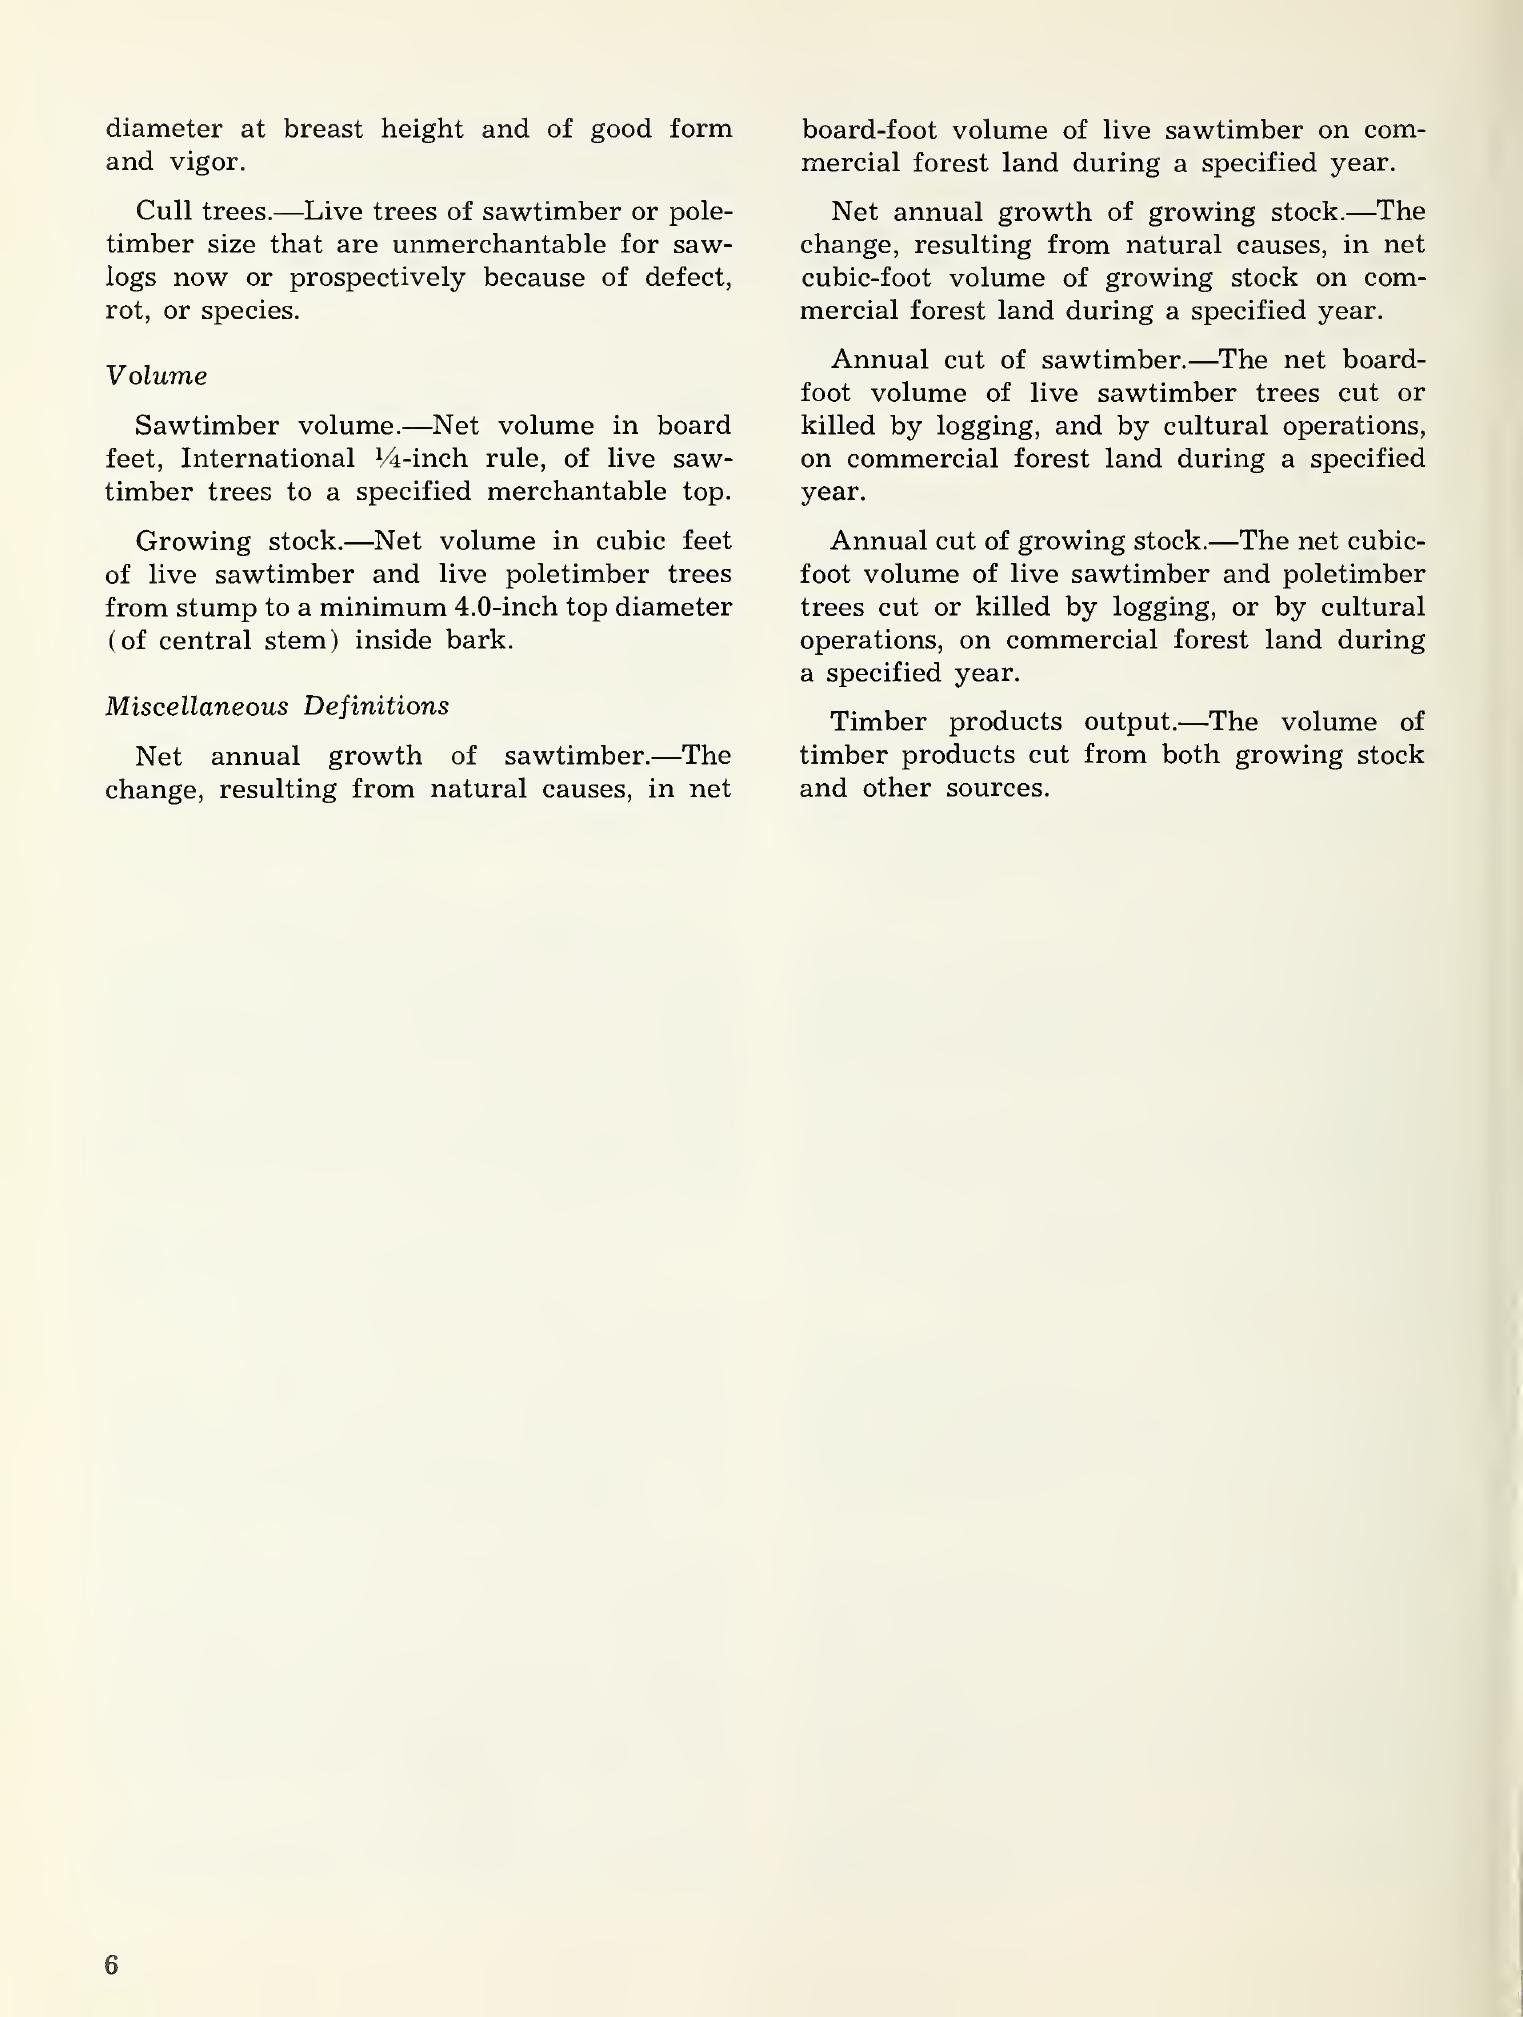 diameter at breast height and of good form
and vigor.
Cull trees.—Live trees of sawtimber or pole-
timber size that are unmerchantable for saw-
logs now or prospectively because of defect,
rot, or species.
Volume
Sawtimber volume.—Net volume in board
feet, International ¼-inch rule, of live saw-
timber trees to a specified merchantable top.
Growing stock.—Net volume in cubic feet
of live sawtimber and live poletimber trees
from stump to a minimum 4.0-inch top diameter
(of central stem) inside bark.
Miscellaneous Definitions
Net annual growth of sawtimber.—The
change, resulting from natural causes, in net
board-foot volume of live sawtimber on com-
mercial forest land during a specified year.
Net annual growth of growing stock.—The
change, resulting from natural causes, in net
cubic-foot volume of growing stock on com-
mercial forest land during a specified year.
Annual cut of sawtimber.—The net board-
foot volume of live sawtimber trees cut or
killed by logging, and by cultural operations,
on commercial forest land during a specified
year.
Annual cut of growing stock.—The net cubic-
foot volume of live sawtimber and poletimber
trees cut or killed by logging, or by cultural
operations, on commercial forest land during
a specified year.
Timber products output.—The volume of
timber products cut from both growing stock
and other sources.
6